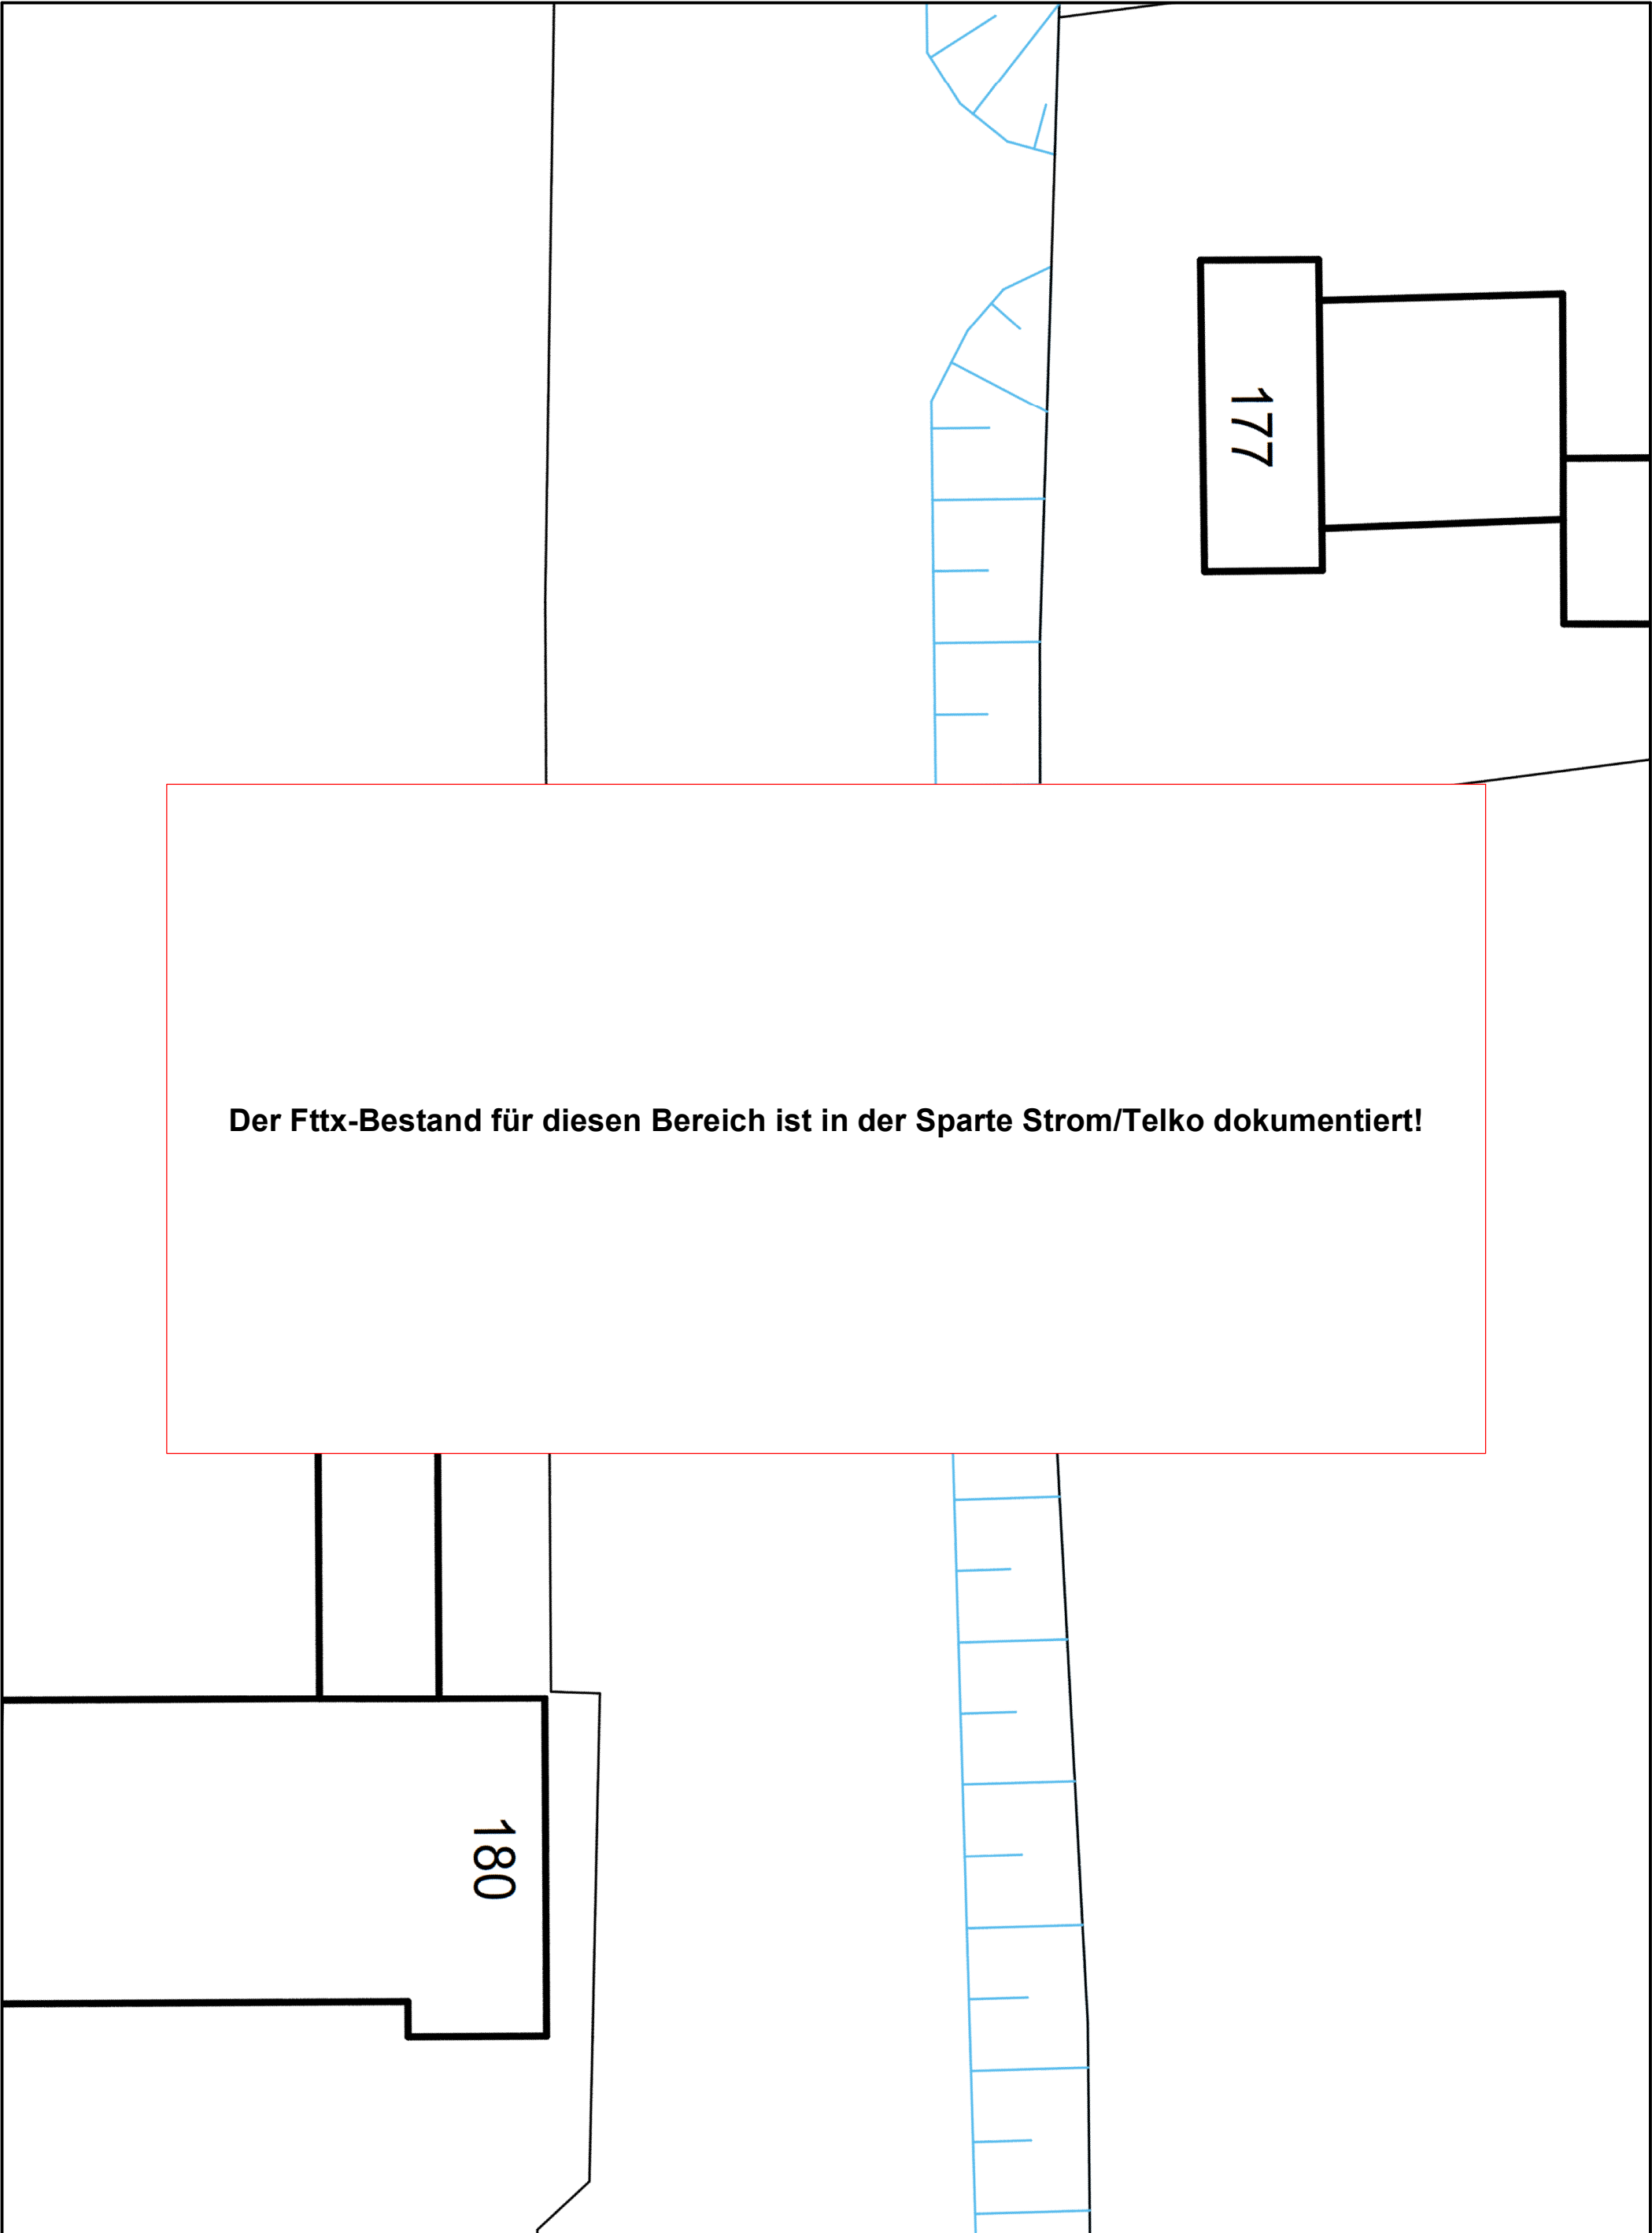 177
Der Fttx-Bestand für diesen Bereich ist in der Sparte Strom/Telko dokumentiert!
180